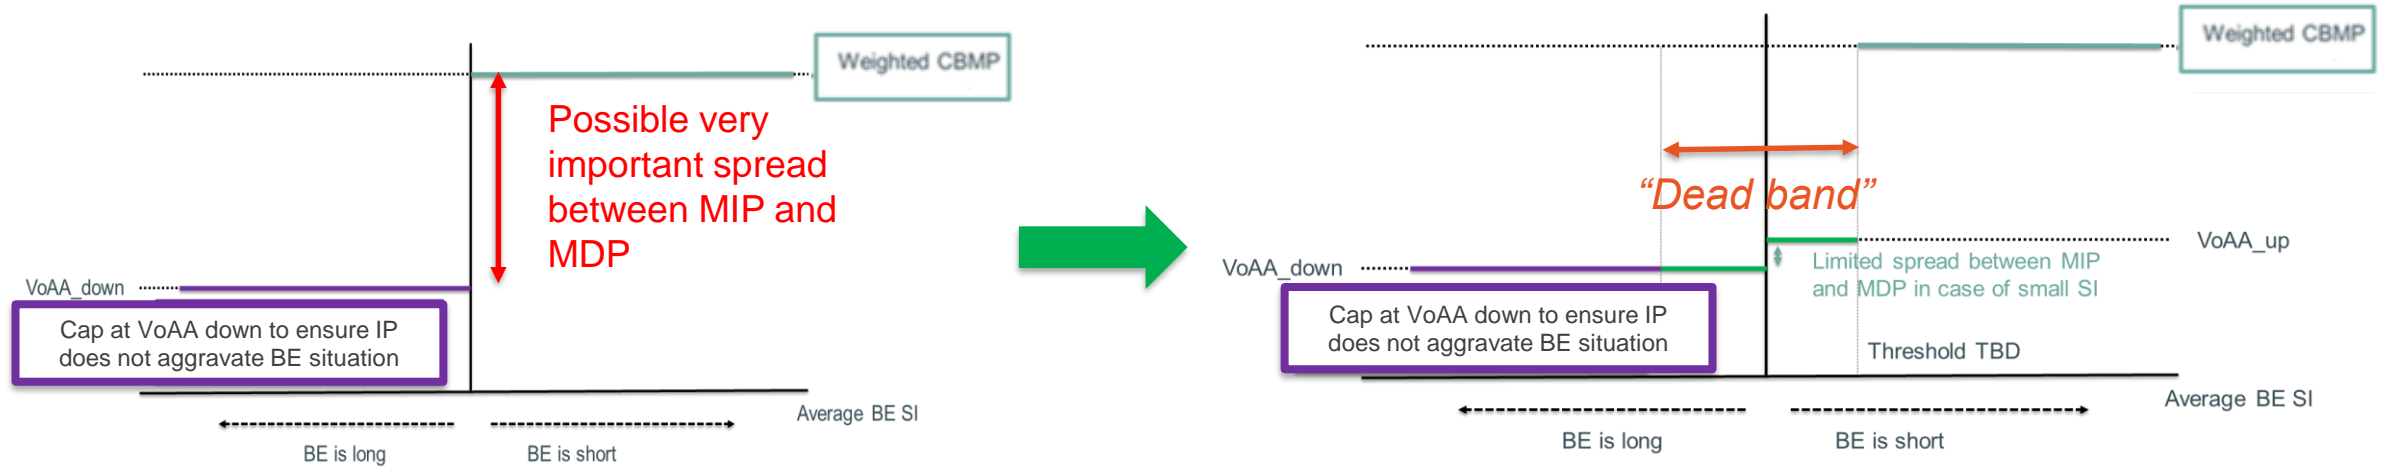 Weighted CBMP
Possible very
important spread
between MIP and
MDP
VoAA_down
Cap at VoAA down to ensure IP
does not aggravate BE situation
Average BE SI
BE is long
BE is short
Weighted CBMP
“Dead band”
VoAA_up
VoAA_down
Limited spread between MIP
and MDP in case of small SI
Cap at VoAA down to ensure IP
does not aggravate BE situation
Threshold TBD
Average BE SI
BE is long
BE is short